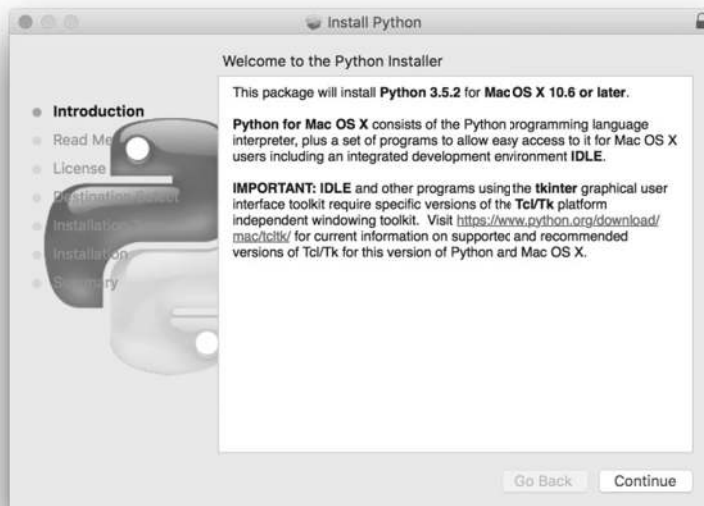 Install Python
Welcome to the Python Installer
Introduction
Read Me
License
Destination Select
Installation
Installation
Summary
This package will install Python 3.5.2 for Mac OS X 10.6 or later.
Python for Mac OS X consists of the Python programming language
interpreter, plus a set of programs to allow easy access to it for Mac OS X
users including an integrated development environment IDLE.
IMPORTANT: IDLE and other programs using the tkinter graphical user
interface toolkit require specific versions of the Tcl/Tk platform
independent windowing toolkit. Visit https://www.python.org/download/
mac/tcltk/ for current information on supported and recommended
versions of Tcl/Tk for this version of Python and Mac OS X.
Go Back
Continue